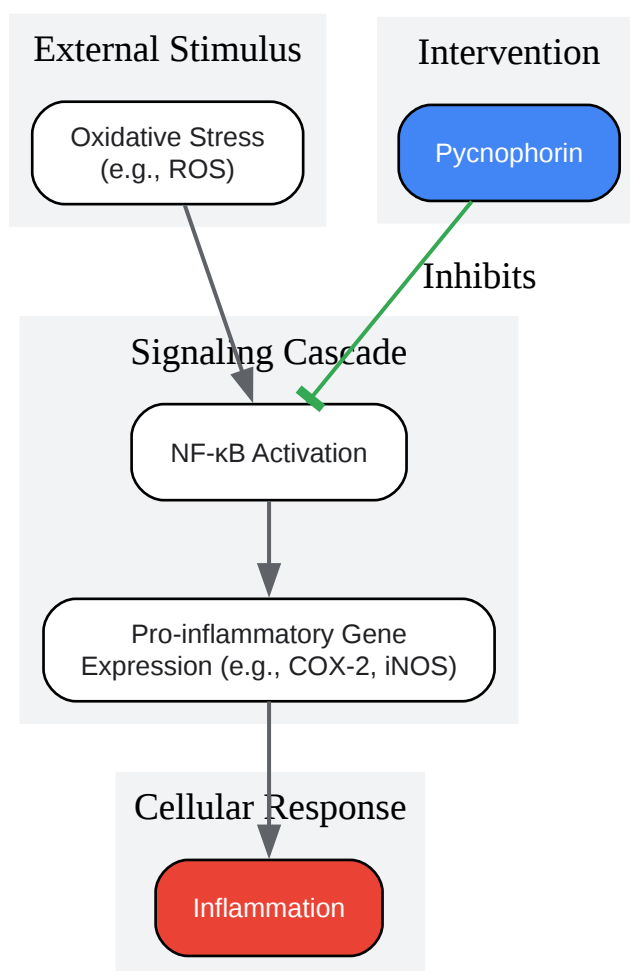 External Stimulus
Oxidative Stress
(e.g., ROS)
Intervention
Pycnophorin
Inhibits
Signaling Cascade
NF-κB Activation
Pro-inflammatory Gene
Expression (e.g., COX-2, iNOS)
Cellular Response
Inflammation